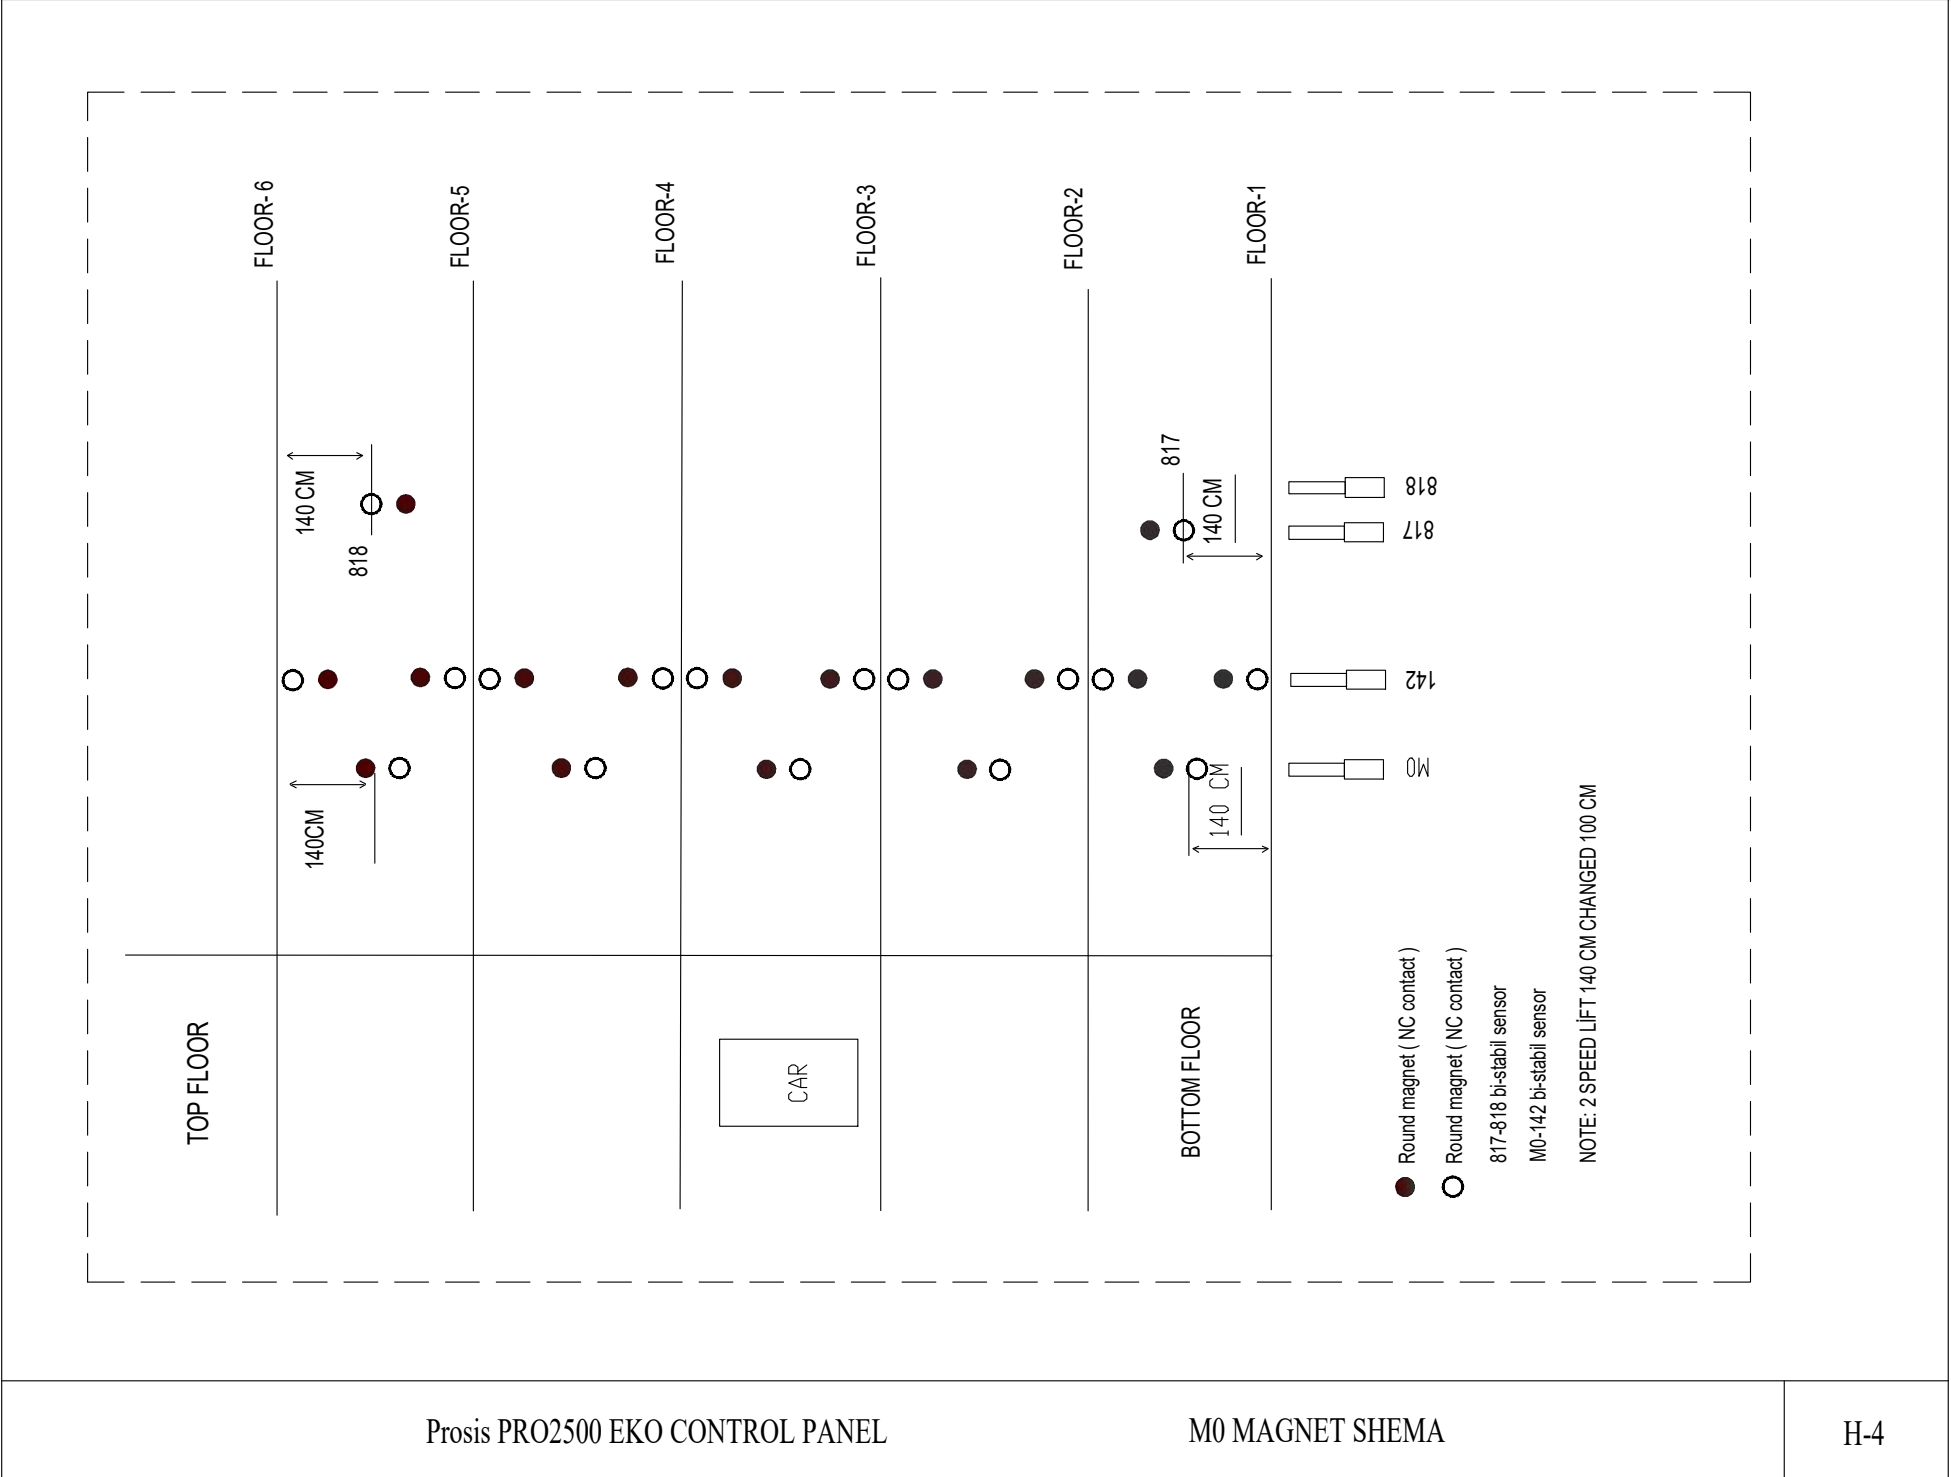 FLOOR- 6
FLOOR-5
FLOOR-4
FLOOR-3
FLOOR-2
FLOOR-1
140 CM
818
817
140 CM
818
817
142
M0
140CM
140 CM
TOP FLOOR
CAR
BOTTOM FLOOR
Round magnet ( NC contact )
Round magnet ( NC contact )
817-818 bi-stabil sensor
M0-142 bi-stabil sensor
NOTE: 2 SPEED LİFT 140 CM CHANGED 100 CM
Prosis PRO2500 EKO CONTROL PANEL
M0 MAGNET SHEMA
H-4